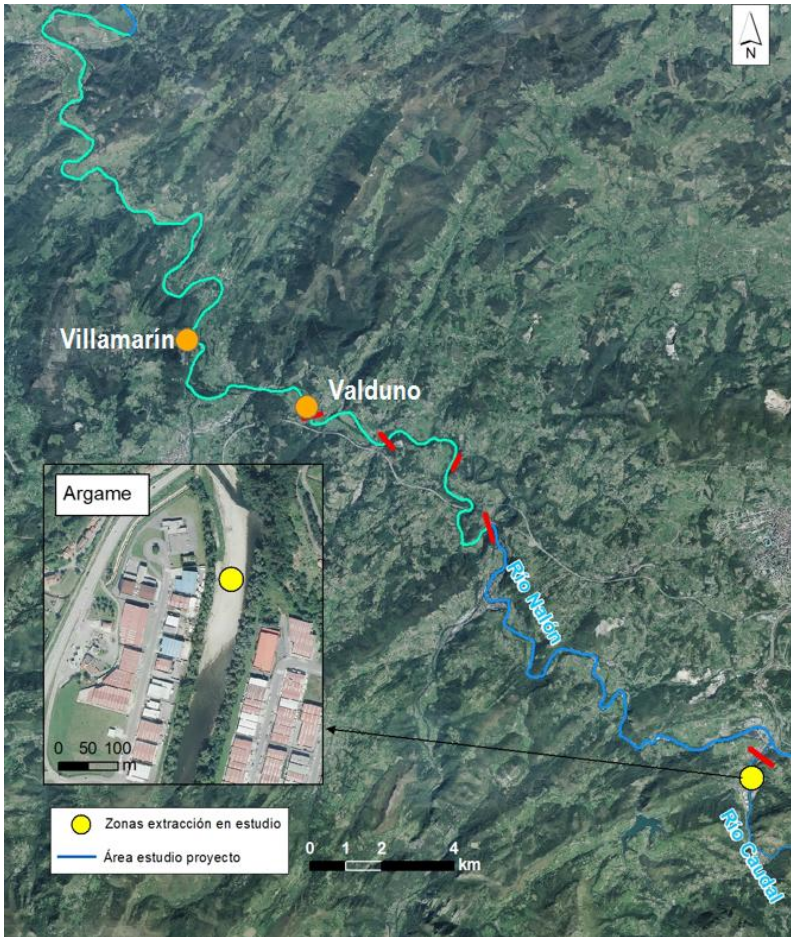 N
Villamarín
Valduno
Argame
0 50 100
m
Río Nalón
Zonas extracción en estudio
Área estudio proyecto
0 1 2 4
km
Río Caudal